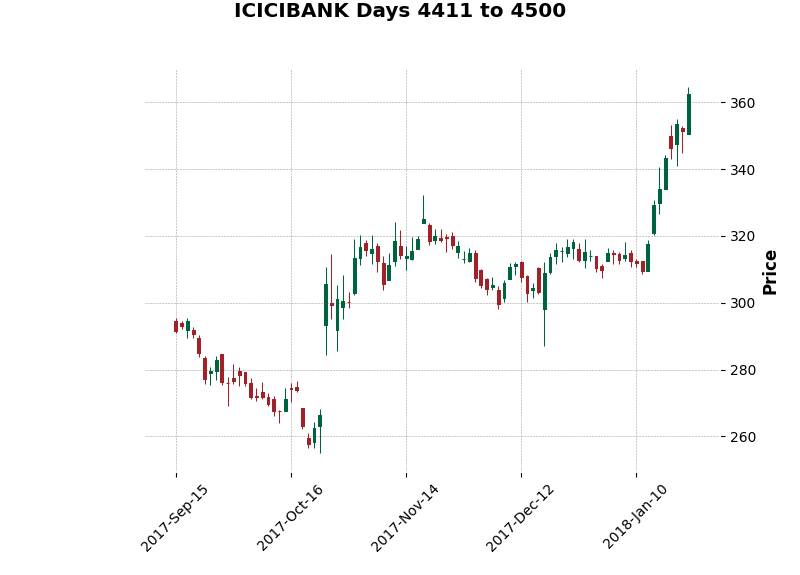 ICICIBANK Days 4411 to 4500
360
340
320
300
280
260
Price
2017-Sep-15
2017-Oct-16
2017-Nov-14
2017-Dec-12
2018-Jan-10